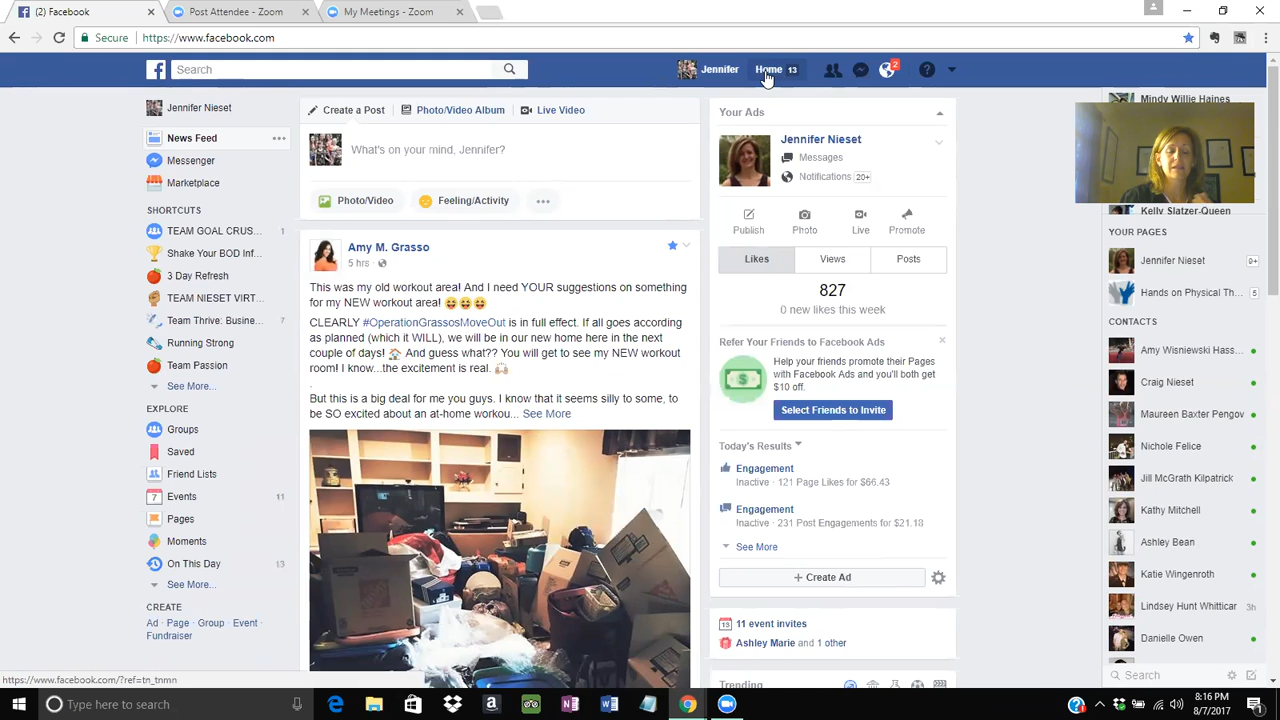 (2) Facebook
Post Attendee - Zoom
My Meetings - Zoom
Secure
https://www.facebook.com
Search
Jennifer
Home 13
2
Jennifer Nieset
News Feed
Messenger
Marketplace
SHORTCUTS
TEAM GOAL CRUS... 1
Shake Your BOD Inf...
3 Day Refresh
TEAM NIESET VIRT...
Team Thrive: Busine... 7
Running Strong
Team Passion
See More...
EXPLORE
Groups
Saved
Friend Lists
Events 11
Pages
Moments
On This Day 13
See More...
CREATE
Ad · Page · Group · Event ·
Fundraiser
https://www.facebook.com/?ref=tn_tnmn
Create a Post
Photo/Video Album
Live Video
What's on your mind, Jennifer?
Photo/Video
Feeling/Activity
Amy M. Grasso
5 hrs ·
This was my old workout area! And I need YOUR suggestions on something
for my NEW workout area! 😝😝😝
CLEARLY #OperationGrassosMoveOut is in full effect. If all goes according
as planned (which it WILL), we will be in our new home here in the next
couple of days! 🏠 And guess what?? You will get to see my NEW workout
room! I know...the excitement is real. 🙌
.
But this is a big deal for me you guys. I know that it seems silly to some, to
be SO excited about an at-home workou... See More
Your Ads
Jennifer Nieset
Messages
Notifications 20+
Publish
Photo
Live
Promote
Likes
Views
Posts
827
0 new likes this week
Refer Your Friends to Facebook Ads
Help your friends promote their Pages
with Facebook Ads and you'll both get
$10 off.
Select Friends to Invite
Today's Results
Engagement
Inactive · 121 Page Likes for $66.43
Engagement
Inactive · 231 Post Engagements for $21.18
See More
+ Create Ad
11 event invites
Ashley Marie and 1 other
Trending
Mindy Willie Haines
Kelly Slatzer-Queen
YOUR PAGES
Jennifer Nieset 9+
Hands on Physical Th... 5
CONTACTS
Amy Wisniewski Hass...
Craig Nieset
Maureen Baxter Pengov
Nichole Felice
Jill McGrath Kilpatrick
Kathy Mitchell
Ashley Bean
Katie Wingenroth
Lindsey Hunt Whitticar 3h
Danielle Owen
Search
Type here to search
8:16 PM
8/7/2017